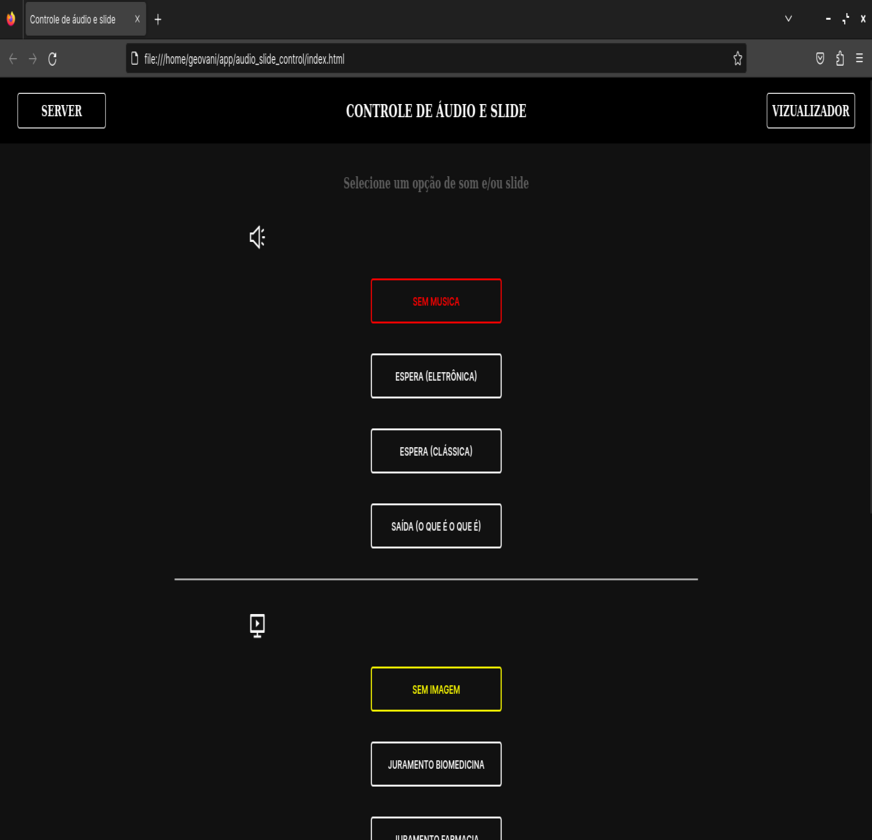 Controle de áudio e slide
file:///home/geovani/app/audio_slide_control/index.html
SERVER
CONTROLE DE ÁUDIO E SLIDE
VIZUALIZADOR
Selecione um opção de som e/ou slide
SEM MUSICA
ESPERA (ELETRÔNICA)
ESPERA (CLÁSSICA)
SAÍDA (O QUE É O QUE É)
SEM IMAGEM
JURAMENTO BIOMEDICINA
JURAMENTO FARMACIA